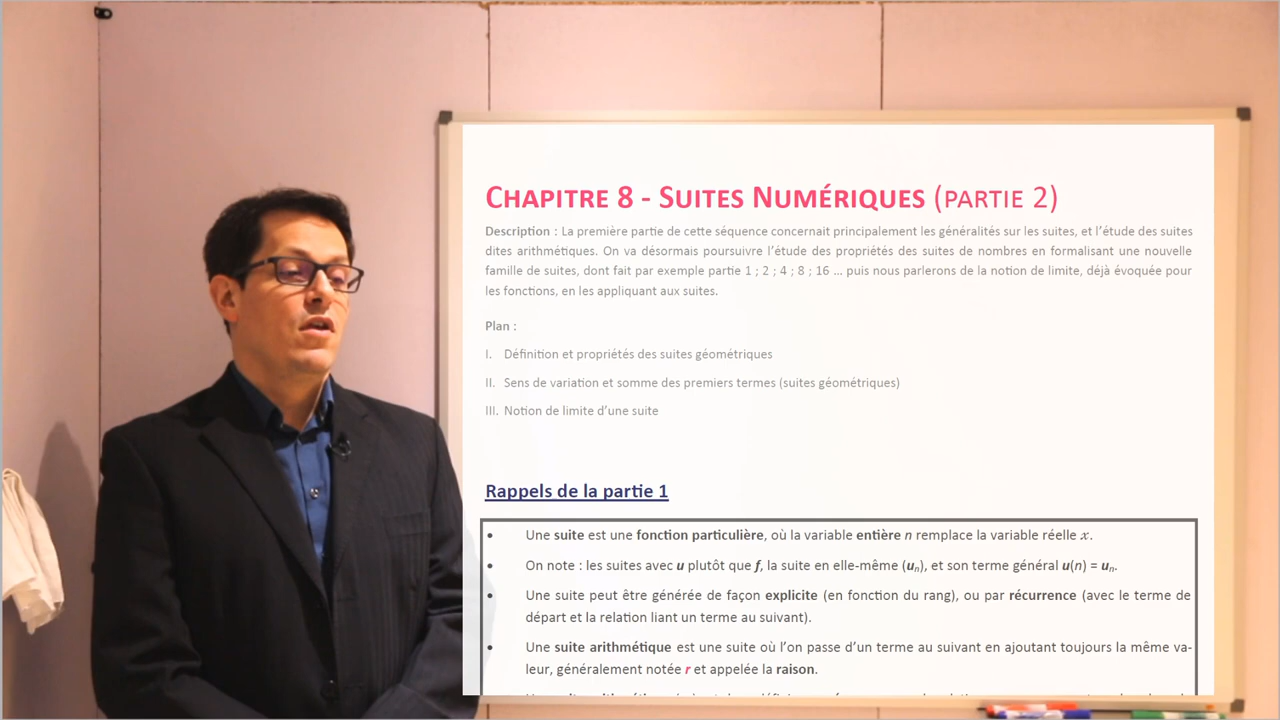 CHAPITRE 8 - SUITES NUMÉRIQUES (PARTIE 2)
Description : La première partie de cette séquence concernait principalement les généralités sur les suites, et l'étude des suites
dites arithmétiques. On va désormais poursuivre l'étude des propriétés des suites de nombres en formalisant une nouvelle
famille de suites, dont fait par exemple partie 1 ; 2 ; 4 ; 8 ; 16 ... puis nous parlerons de la notion de limite, déjà évoquée pour
les fonctions, en les appliquant aux suites.
Plan :
I. Définition et propriétés des suites géométriques
II. Sens de variation et somme des premiers termes (suites géométriques)
III. Notion de limite d'une suite
Rappels de la partie 1
• Une suite est une fonction particulière, où la variable entière n remplace la variable réelle x.
• On note : les suites avec u plutôt que f, la suite en elle-même (uₙ), et son terme général u(n) = uₙ.
• Une suite peut être générée de façon explicite (en fonction du rang), ou par récurrence (avec le terme de
départ et la relation liant un terme au suivant).
• Une suite arithmétique est une suite où l'on passe d'un terme au suivant en ajoutant toujours la même va-
leur, généralement notée r et appelée la raison.